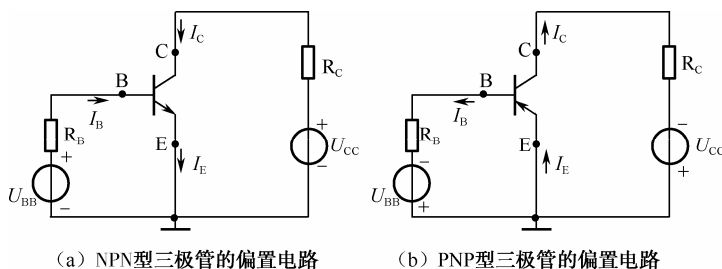 I_C
C
R_C
B
I_B
R_B
+
U_BB
−
E
I_E
+
U_CC
−
(a) NPN型三极管的偏置电路
I_C
C
R_C
B
I_B
R_B
−
U_BB
+
E
I_E
−
U_CC
+
(b) PNP型三极管的偏置电路